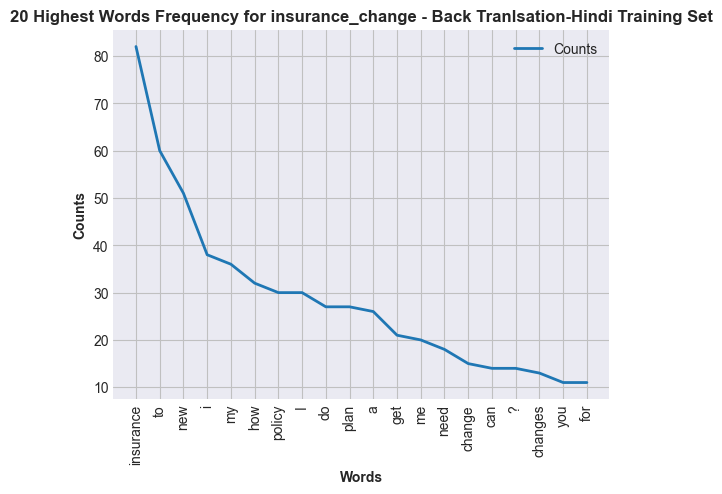 20 Highest Words Frequency for insurance_change - Back Tranlsation-Hindi Training Set
Counts
80
70
60
50
40
30
20
10
Counts
insurance
to
new
i
my
how
policy
I
do
plan
a
get
me
need
change
can
?
changes
you
for
Words